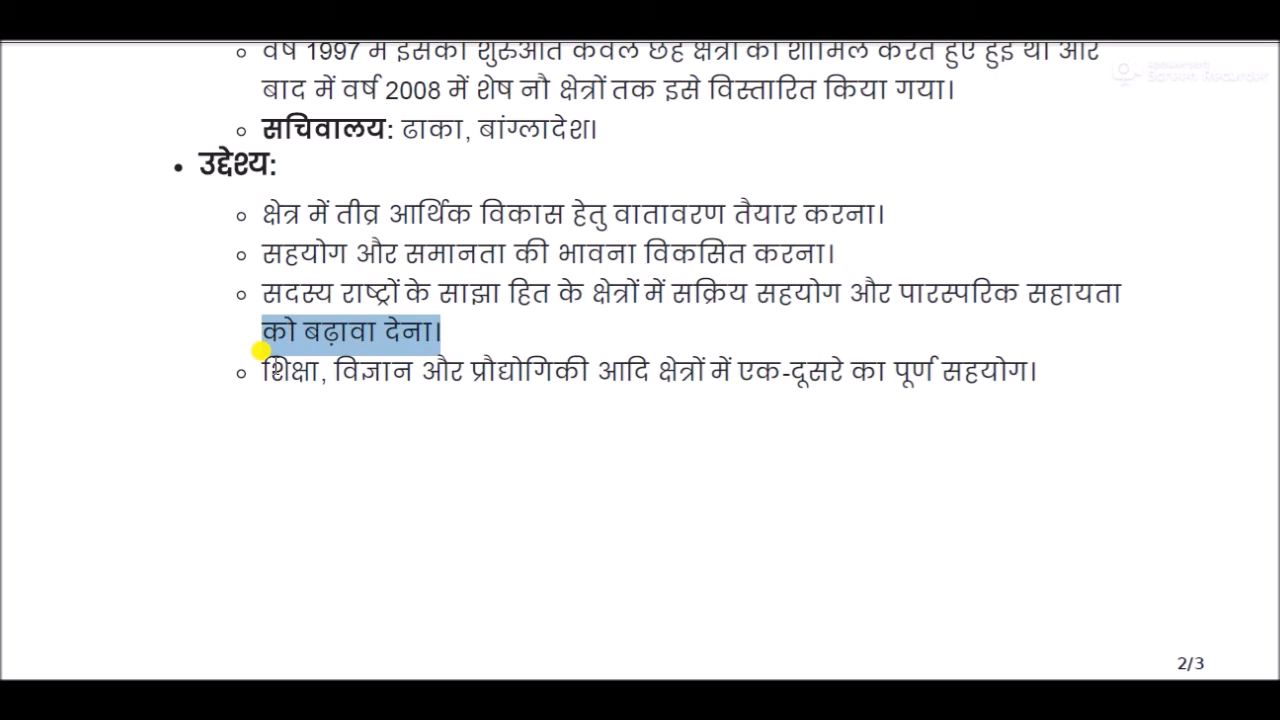 वर्ष 1997 में इसकी शुरुआत केवल छह क्षेत्रों को शामिल करते हुए हुई थी और
बाद में वर्ष 2008 में शेष नौ क्षेत्रों तक इसे विस्तारित किया गया।
सचिवालय: ढाका, बांग्लादेश।
उद्देश्य:
क्षेत्र में तीव्र आर्थिक विकास हेतु वातावरण तैयार करना।
सहयोग और समानता की भावना विकसित करना।
सदस्य राष्ट्रों के साझा हित के क्षेत्रों में सक्रिय सहयोग और पारस्परिक सहायता
को बढ़ावा देना।
शिक्षा, विज्ञान और प्रौद्योगिकी आदि क्षेत्रों में एक-दूसरे का पूर्ण सहयोग।
2/3